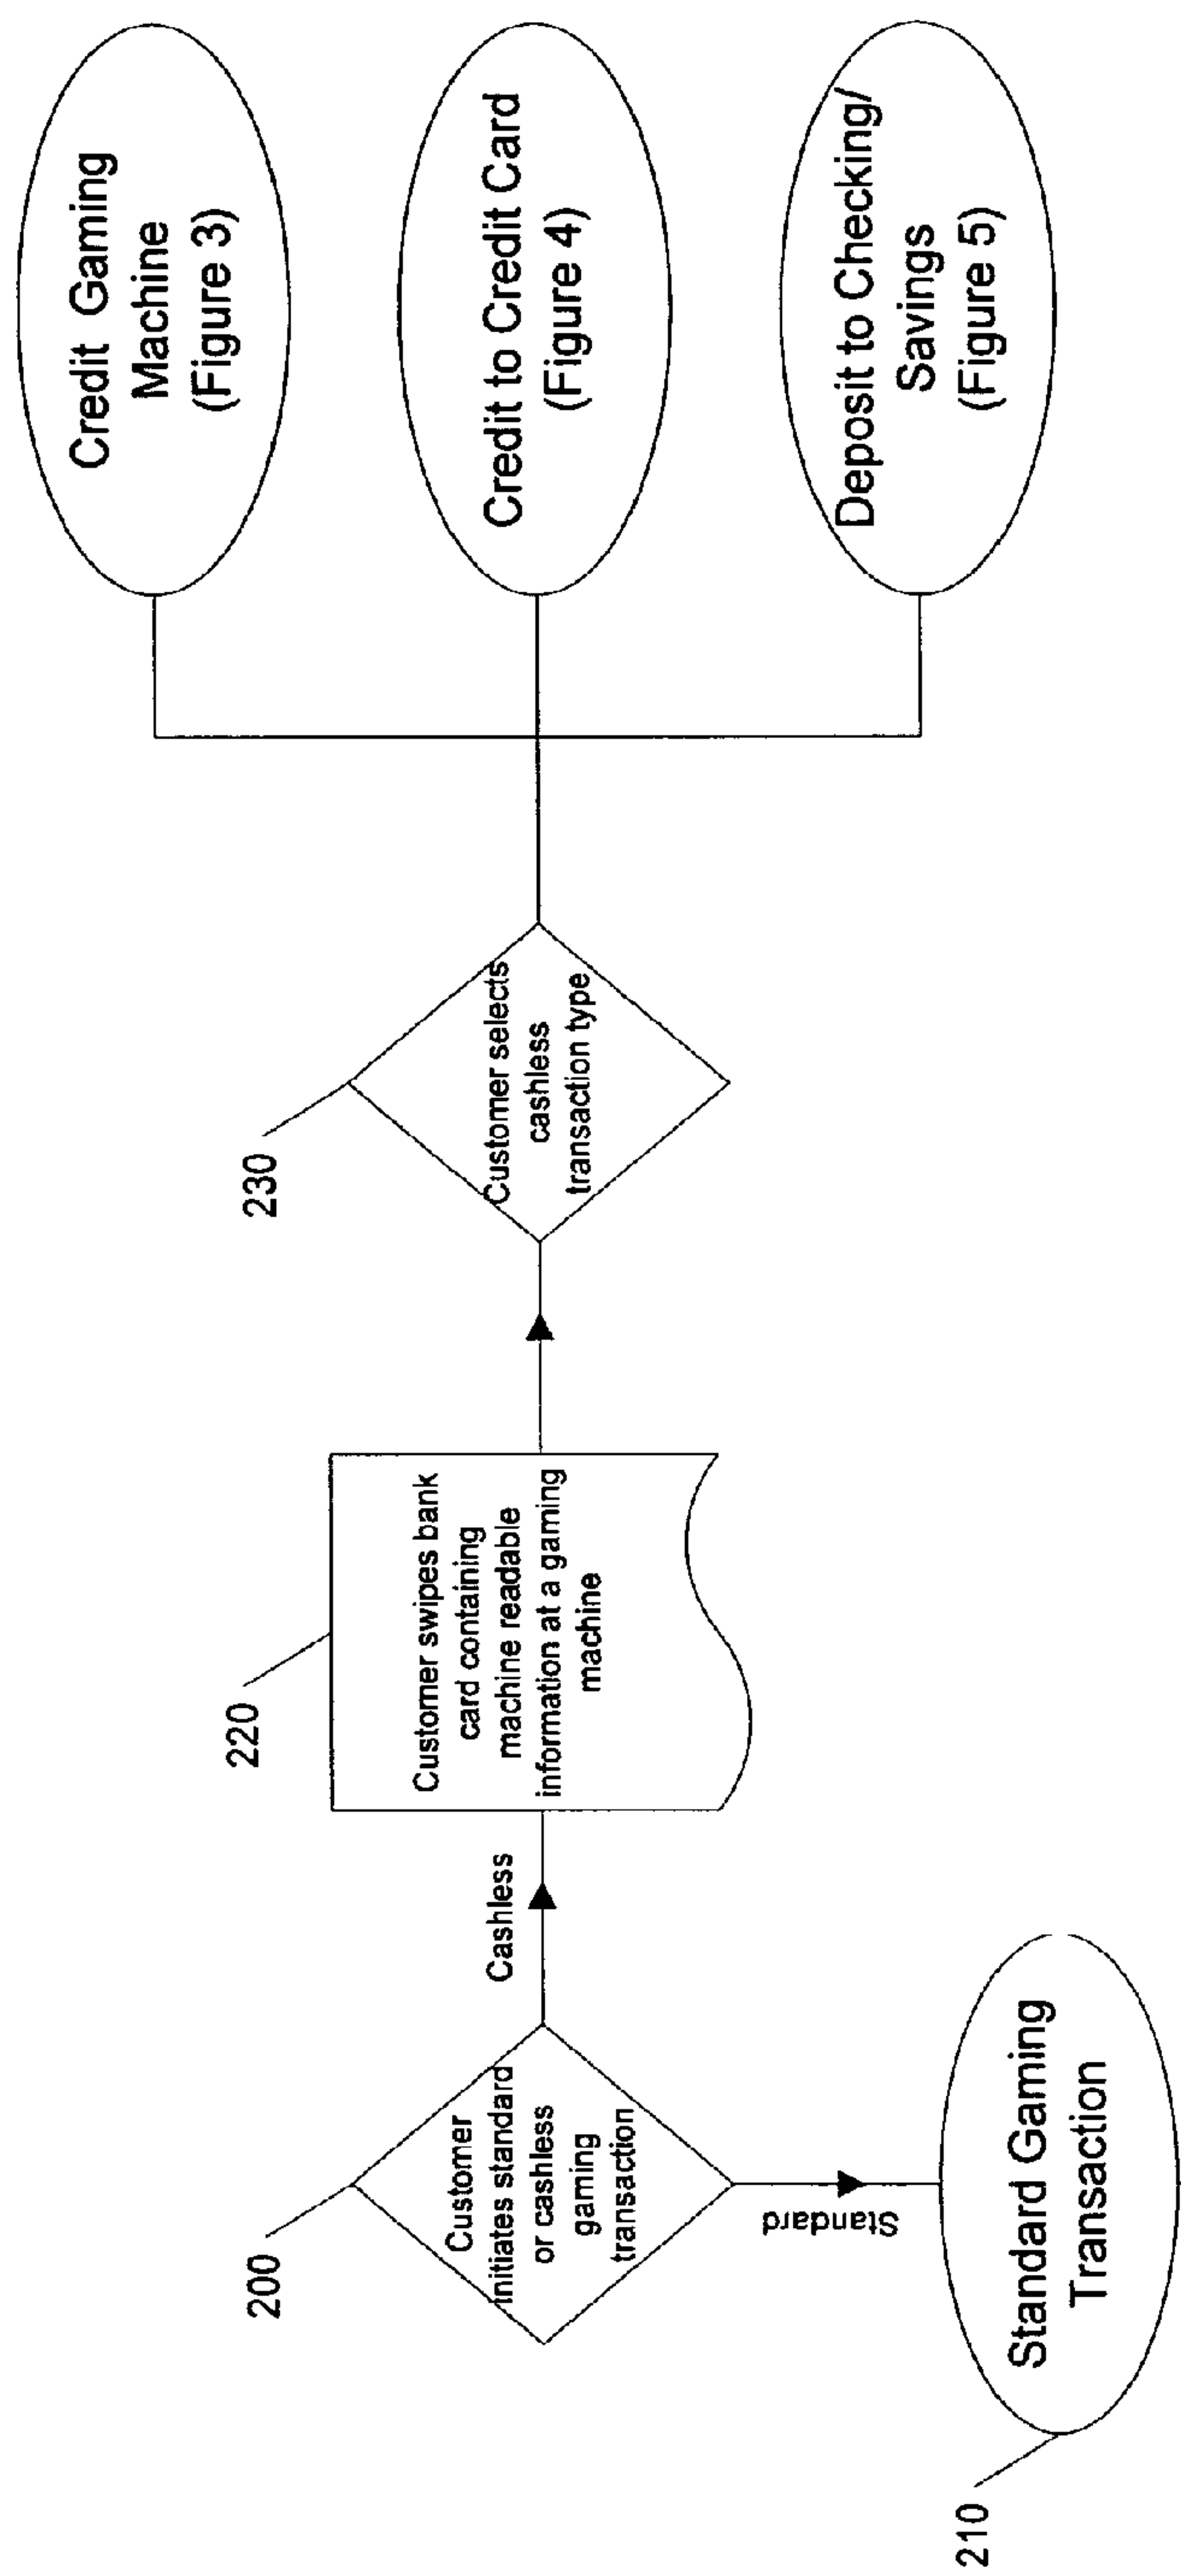 200
Customer
initiates standard
or cashless
gaming
transaction
Standard
210
Standard Gaming
Transaction
Cashless
220
Customer swipes bank
card containing
machine readable
information at a gaming
machine
230
Customer selects
cashless
transaction type
Credit Gaming
Machine
(Figure 3)
Credit to Credit Card
(Figure 4)
Deposit to Checking/
Savings
(Figure 5)